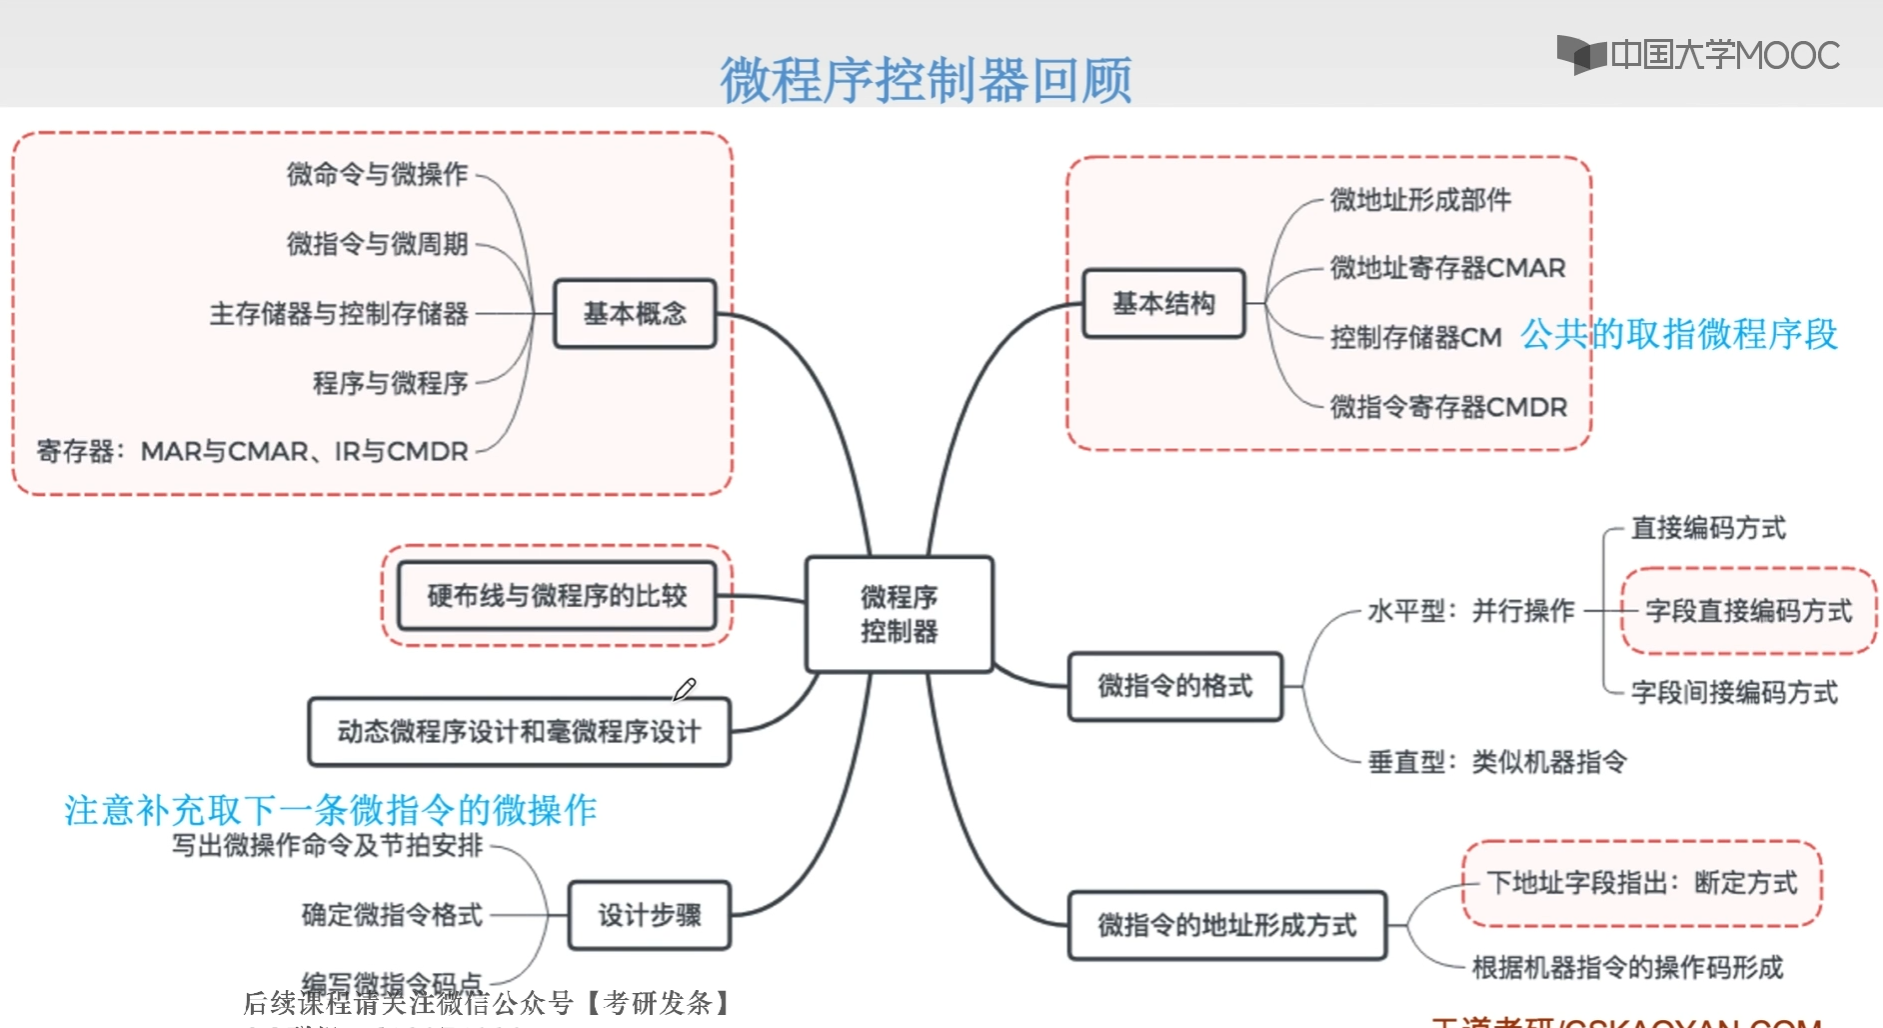 中国大学MOOC
微程序控制器回顾
微命令与微操作
微指令与微周期
主存储器与控制存储器
程序与微程序
寄存器：MAR与CMAR、IR与CMDR
基本概念
基本结构
微地址形成部件
微地址寄存器CMAR
控制存储器CM
公共的取指微程序段
微指令寄存器CMDR
硬布线与微程序的比较
微程序
控制器
动态微程序设计和毫微程序设计
微指令的格式
水平型：并行操作
直接编码方式
字段直接编码方式
字段间接编码方式
垂直型：类似机器指令
注意补充取下一条微指令的微操作
写出微操作命令及节拍安排
确定微指令格式
编写微指令码点
设计步骤
微指令的地址形成方式
下地址字段指出：断定方式
根据机器指令的操作码形成
后续课程请关注微信公众号【考研发条】
王道考研/CSKAOYAN.COM